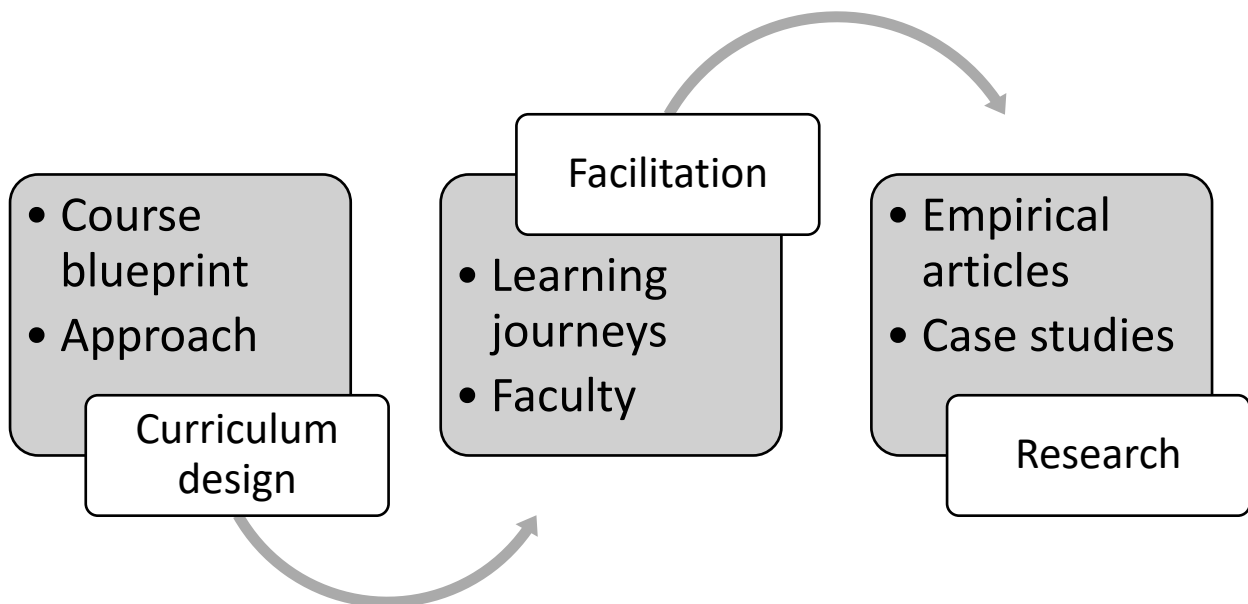 • Course
blueprint
• Approach
Curriculum
design
Facilitation
• Learning
journeys
• Faculty
• Empirical
articles
• Case studies
Research